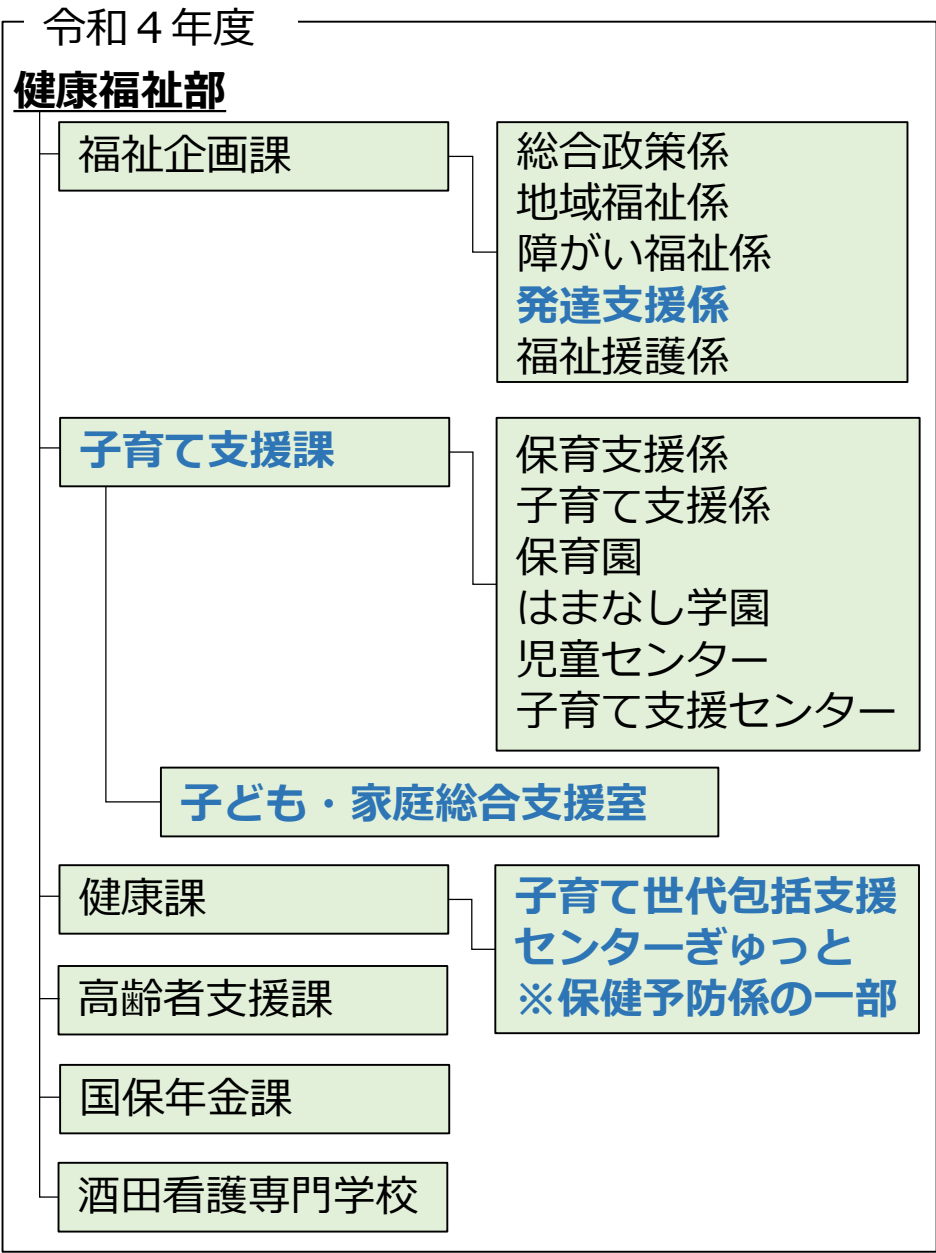 令和４年度
健康福祉部
福祉企画課
総合政策係
地域福祉係
障がい福祉係
発達支援係
福祉援護係
子育て支援課
保育支援係
子育て支援係
保育園
はまなし学園
児童センター
子育て支援センター
子ども・家庭総合支援室
健康課
子育て世代包括支援
センターぎゅっと
※保健予防係の一部
高齢者支援課
国保年金課
酒田看護専門学校